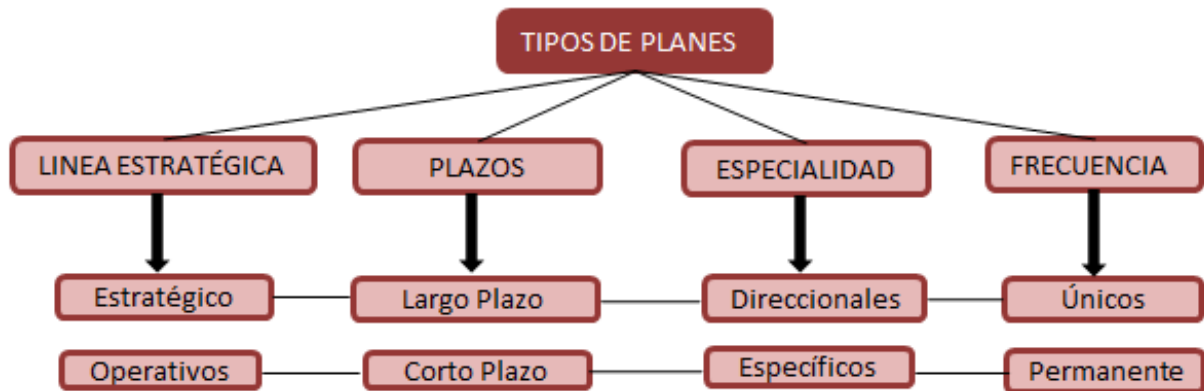 TIPOS DE PLANES
LINEA ESTRATÉGICA
PLAZOS
ESPECIALIDAD
FRECUENCIA
Estratégico
Largo Plazo
Direccionales
Únicos
Operativos
Corto Plazo
Específicos
Permanente